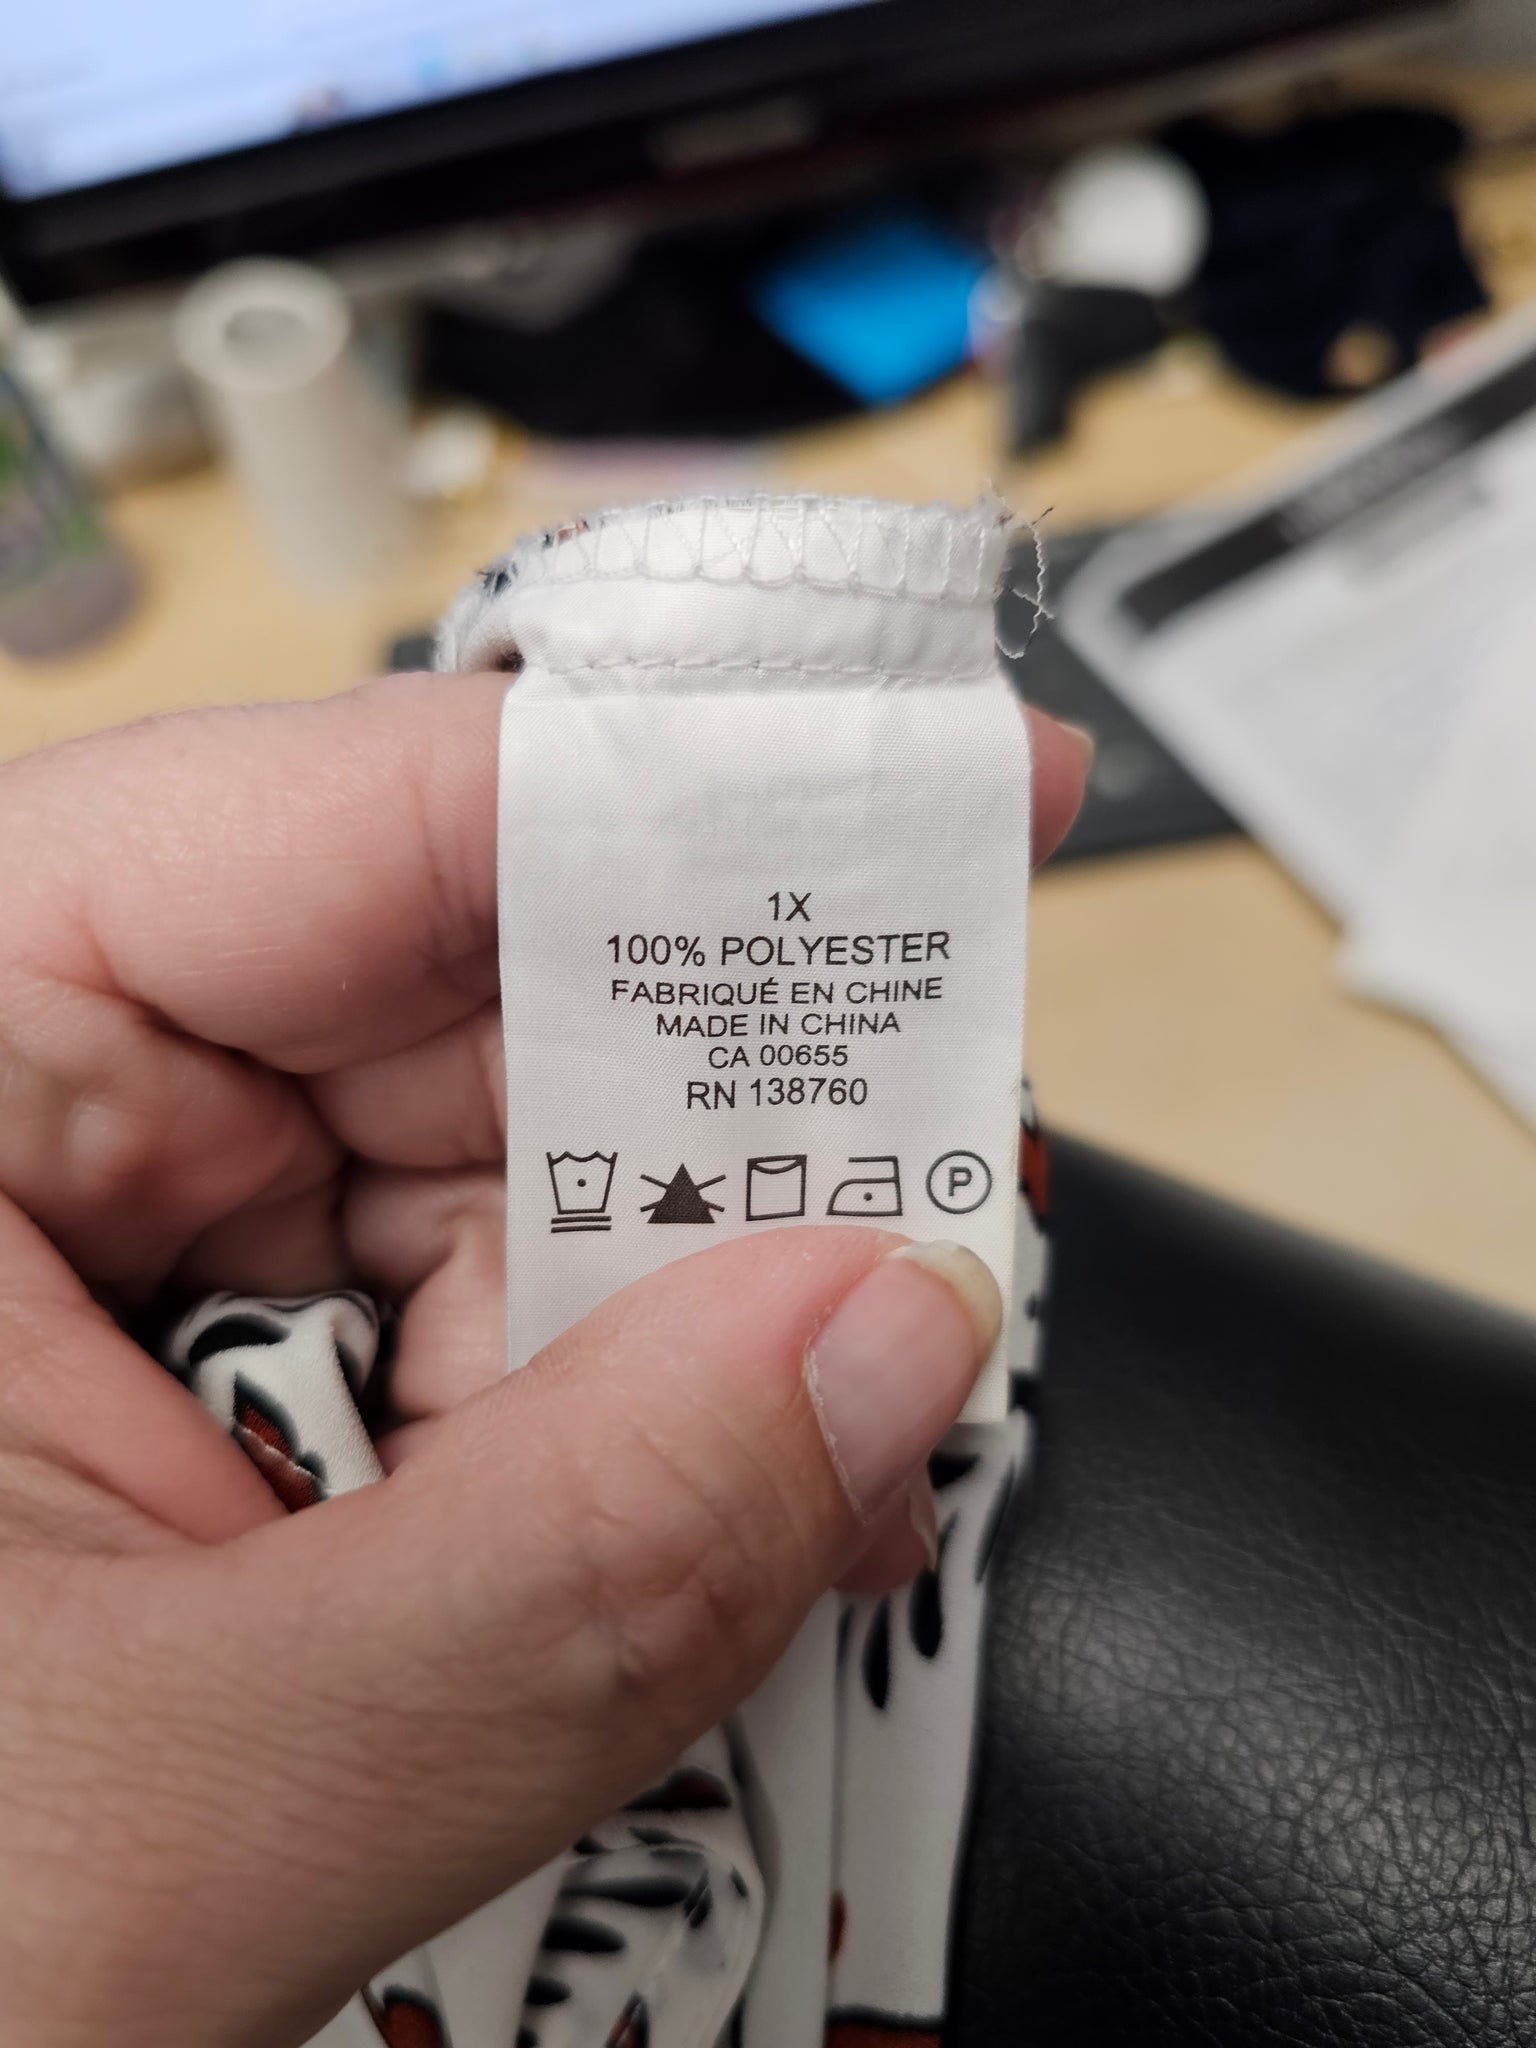 1X
100% POLYESTER
FABRIQUÉ EN CHINE
MADE IN CHINA
CA 00655
RN 138760
P